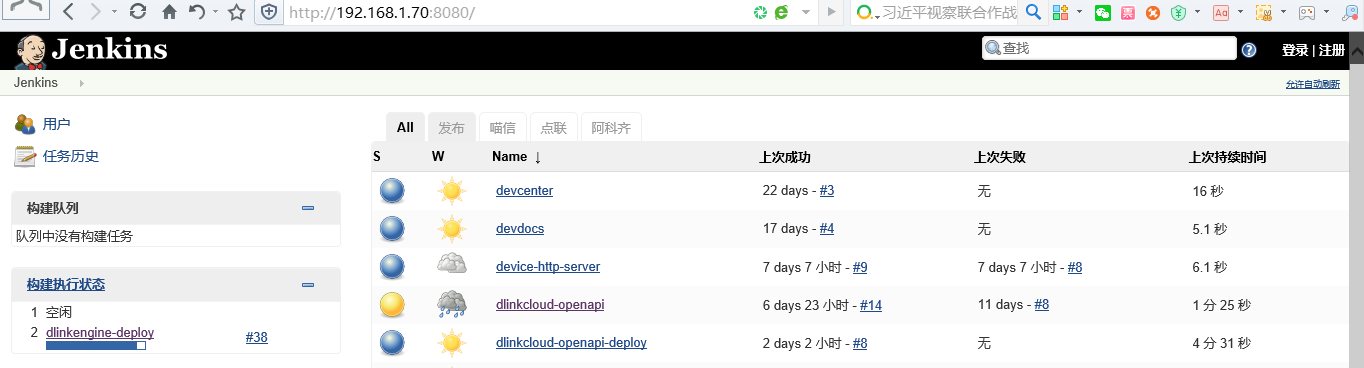 http://192.168.1.70:8080/
习近平视察联合作战
Jenkins
查找
登录 | 注册
Jenkins
允许自动刷新
用户
任务历史
构建队列
队列中没有构建任务
构建执行状态
1 空闲
2 dlinkengine-deploy #38
All 发布 喵信 点联 阿科齐
S W Name ↓ 上次成功 上次失败 上次持续时间
devcenter 22 days - #3 无 16 秒
devdocs 17 days - #4 无 5.1 秒
device-http-server 7 days 7 小时 - #9 7 days 7 小时 - #8 6.1 秒
dlinkcloud-openapi 6 days 23 小时 - #14 11 days - #8 1 分 25 秒
dlinkcloud-openapi-deploy 2 days 2 小时 - #8 无 4 分 31 秒